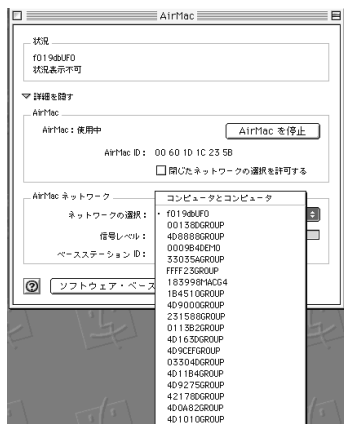 AirMac
状況
f019dbUFO
状況表示不可
詳細を隠す
AirMac
AirMac：使用中
AirMac を停止
AirMac ID： 00 60 1D 1C 23 5B
閉じたネットワークの選択を許可する
AirMac ネットワーク
ネットワークの選択：
信号レベル：
ベースステーション ID：
ソフトウェア・ベース
コンピュータとコンピュータ
・ f019dbUFO
00138DGROUP
4D8888GROUP
0009B4DEMO
33035AGROUP
FFFF23GROUP
183998MACG4
1B4510GROUP
4D9000GROUP
231588GROUP
0113B2GROUP
4D163DGROUP
4D9CEFGROUP
03304DGROUP
4D11B4GROUP
4D9275GROUP
42178DGROUP
4D0A82GROUP
4D1010GROUP